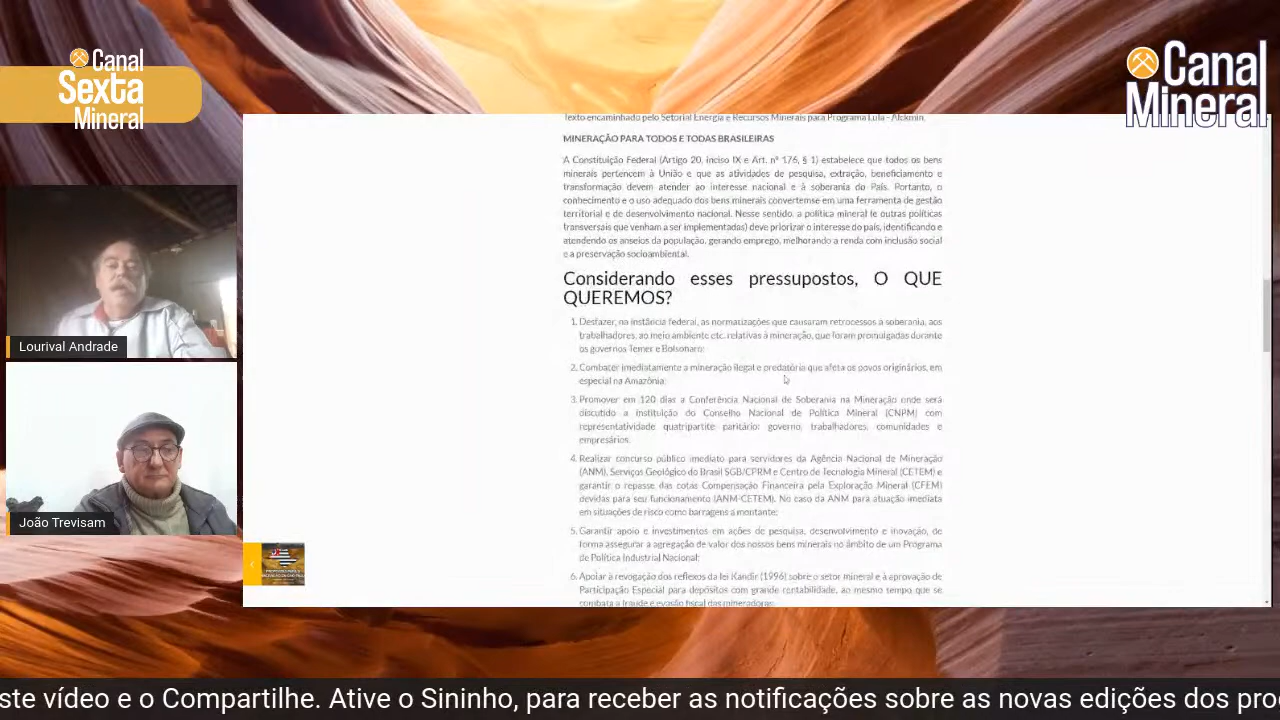 Canal
Sexta
Mineral
Canal
Mineral
Lourival Andrade
João Trevisam
Texto encaminhado pelo Setorial Energia e Recursos Minerais para Programa Lula - Alckmin.
MINERAÇÃO PARA TODOS E TODAS BRASILEIRAS
A Constituição Federal (Artigo 20, inciso IX e Art. nº 176, § 1) estabelece que todos os bens
minerais pertencem à União e que as atividades de pesquisa, extração, beneficiamento e
transformação devem atender ao interesse nacional e à soberania do País. Portanto, o
conhecimento e o uso adequado dos bens minerais convertemse em uma ferramenta de gestão
territorial e de desenvolvimento nacional. Nesse sentido, a política mineral (e outras políticas
transversais que venham a ser implementadas) deve priorizar o interesse do país, identificando e
atendendo os anseios da população, gerando emprego, melhorando a renda com inclusão social
e a preservação socioambiental.
Considerando esses pressupostos, O QUE
QUEREMOS?
1. Desfazer, na instância federal, as normatizações que causaram retrocessos à soberania, aos
trabalhadores, ao meio ambiente etc. relativas à mineração, que foram promulgadas durante
os governos Temer e Bolsonaro;
2. Combater imediatamente a mineração ilegal e predatória que afeta os povos originários, em
especial na Amazônia;
3. Promover em 120 dias a Conferência Nacional de Soberania na Mineração onde será
discutido a instituição do Conselho Nacional de Política Mineral (CNPM) com
representatividade quatripartite paritário: governo, trabalhadores, comunidades e
empresários.
4. Realizar concurso público imediato para servidores da Agência Nacional de Mineração
(ANM), Serviços Geológico do Brasil SGB/CPRM e Centro de Tecnologia Mineral (CETEM) e
garantir o repasse das cotas Compensação Financeira pela Exploração Mineral (CFEM)
devidas para seu funcionamento (ANM-CETEM). No caso da ANM para atuação imediata
em situações de risco como barragens a montante;
5. Garantir apoio e investimentos em ações de pesquisa, desenvolvimento e inovação, de
forma assegurar a agregação de valor dos nossos bens minerais no âmbito de um Programa
de Política Industrial Nacional;
6. Apoiar a revogação dos reflexos da lei Kandir (1996) sobre o setor mineral e à aprovação de
Participação Especial para depósitos com grande rentabilidade, ao mesmo tempo que se
combata a fraude e evasão fiscal das mineradoras;
ste vídeo e o Compartilhe. Ative o Sininho, para receber as notificações sobre as novas edições dos pro